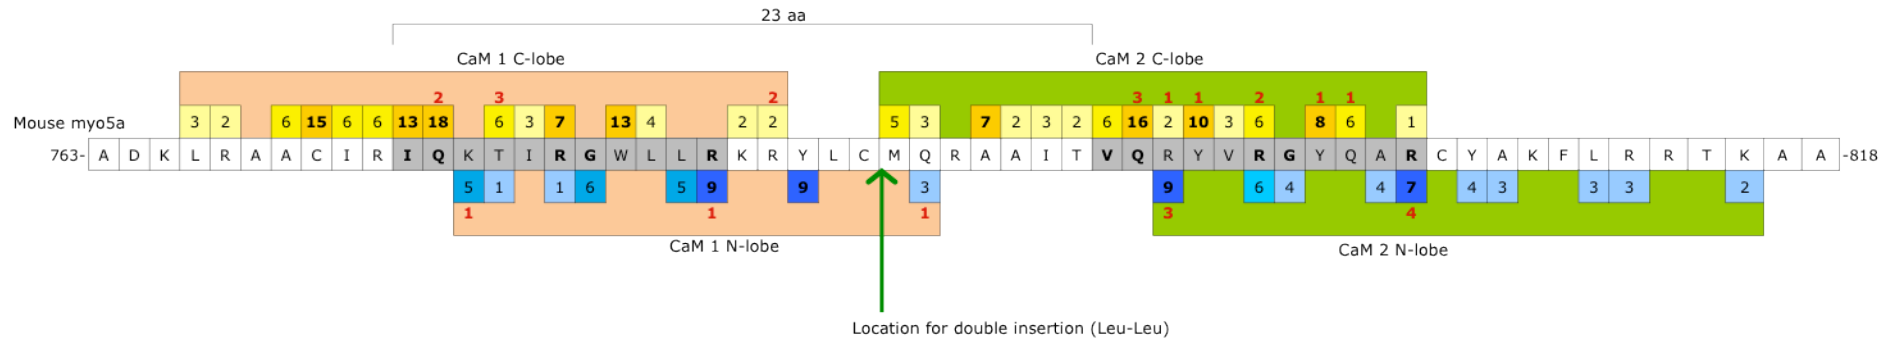 23 aa
CaM 1 C-lobe CaM 2 C-lobe
2 3 2 3 1 1 2 1 1
Mouse myo5a 3 2 6 15 6 6 13 18 6 3 7 13 4 2 2 5 3 7 2 3 2 6 16 2 10 3 6 8 6 1
763- A D K L R A A C I R I Q K T I R G W L L R K R Y L C M Q R A A I T V Q R Y V R G Y Q A R C Y A K F L R R T K A A -818
5 1 1 6 5 9 9 3 9 6 4 4 7 4 3 3 3 2
1 1 1 3 4
CaM 1 N-lobe CaM 2 N-lobe
Location for double insertion (Leu-Leu)